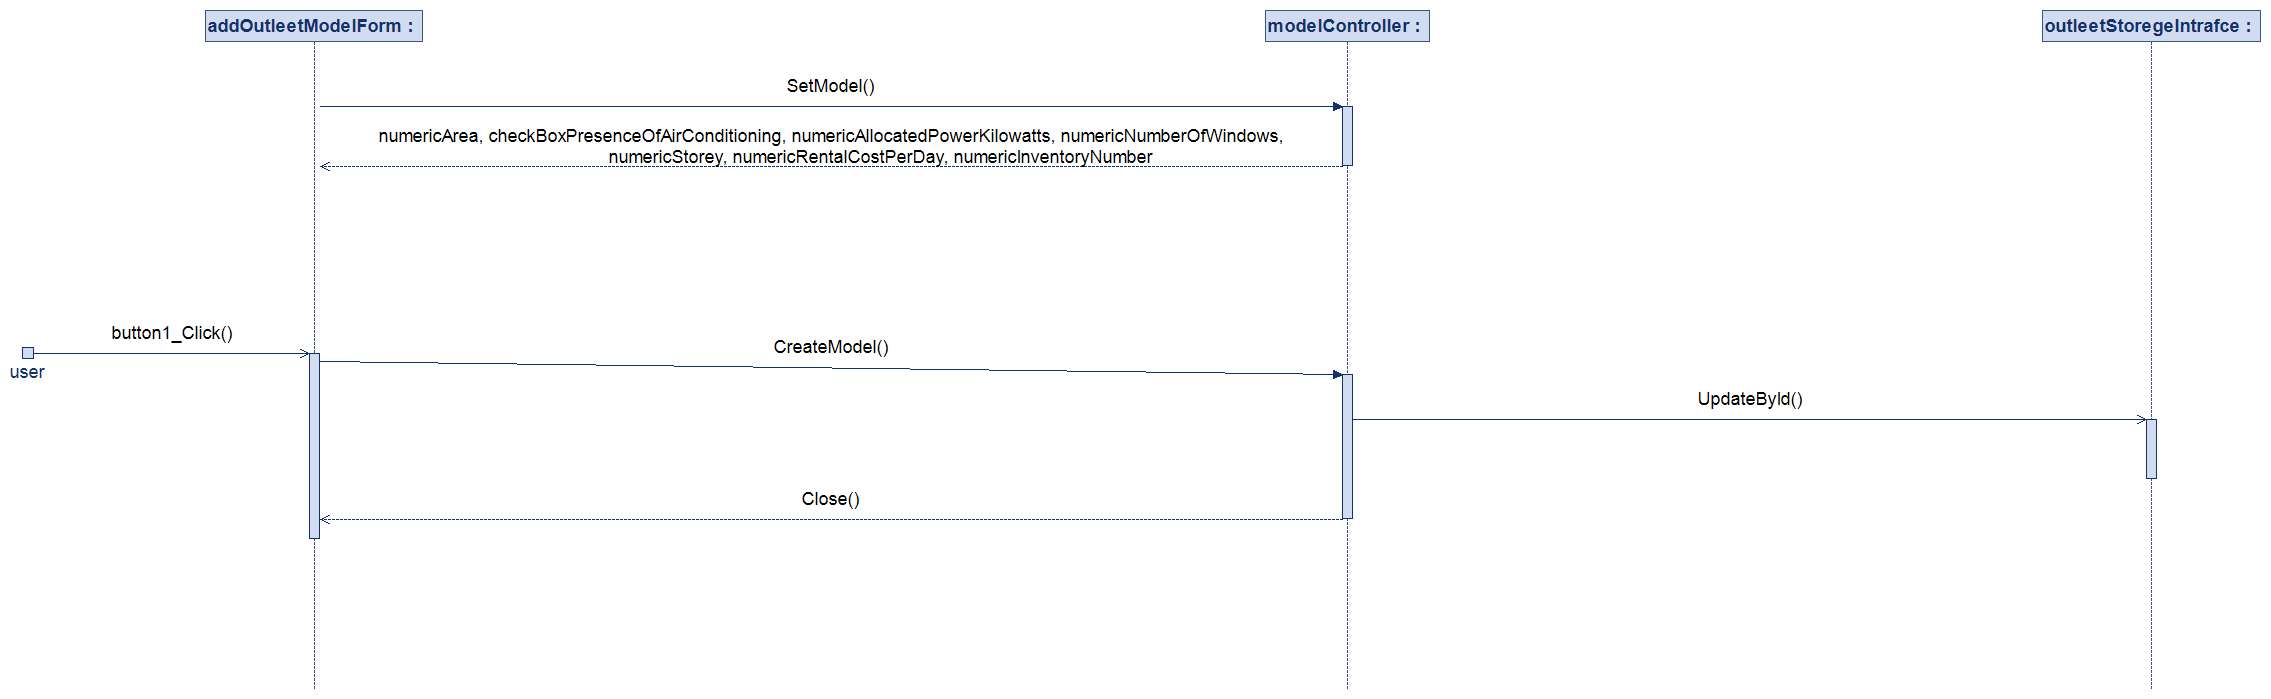 addOutleetModelForm :
modelController :
outleetStoregeIntrafce :
SetModel()
numericArea, checkBoxPresenceOfAirConditioning, numericAllocatedPowerKilowatts, numericNumberOfWindows,
numericStorey, numericRentalCostPerDay, numericInventoryNumber
button1_Click()
user
CreateModel()
UpdateById()
Close()